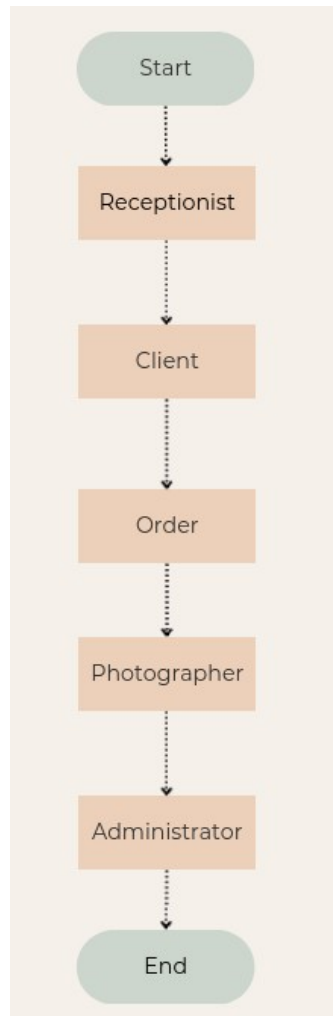 Start
Receptionist
Client
Order
Photographer
Administrator
End